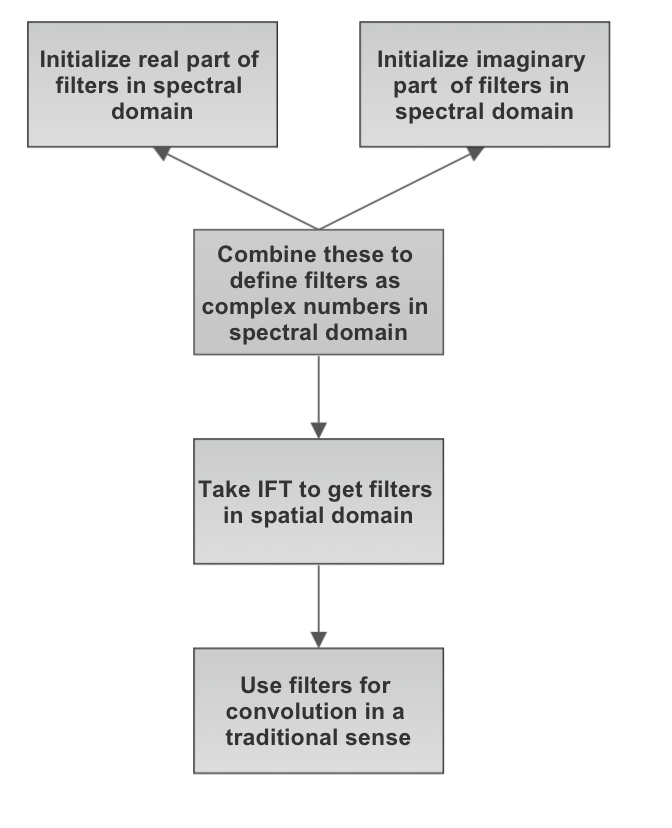 Initialize real part of
filters in spectral
domain
Initialize imaginary
part of filters in
spectral domain
Combine these to
define filters as
complex numbers in
spectral domain
Take IFT to get filters
in spatial domain
Use filters for
convolution in a
traditional sense